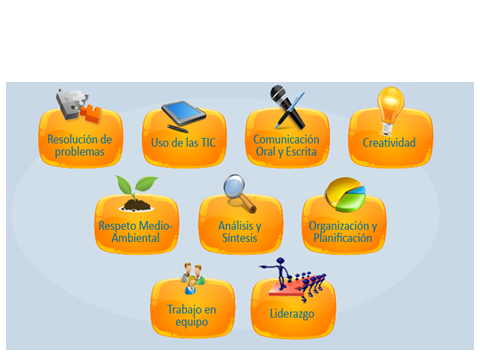 Resolución de
problemas
Uso de las TIC
Comunicación
Oral y Escrita
Creatividad
Respeto Medio-
Ambiental
Análisis y
Síntesis
Organización y
Planificación
Trabajo en
equipo
Liderazgo